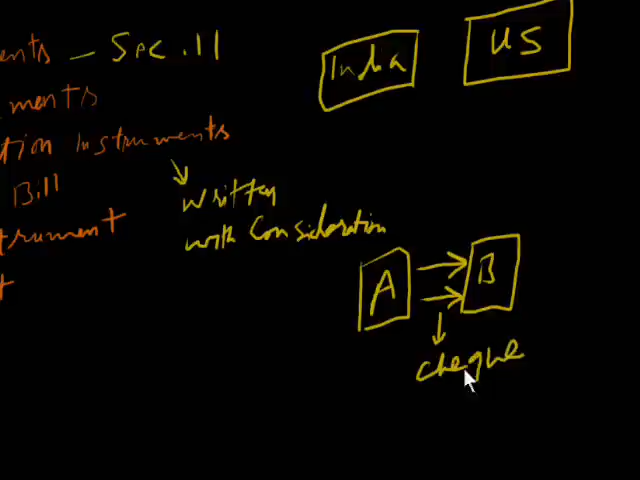 ents - Sec.11
India
US
ments
tion instruments
Bill
written
with Consideration
trument
t
A
B
cheque